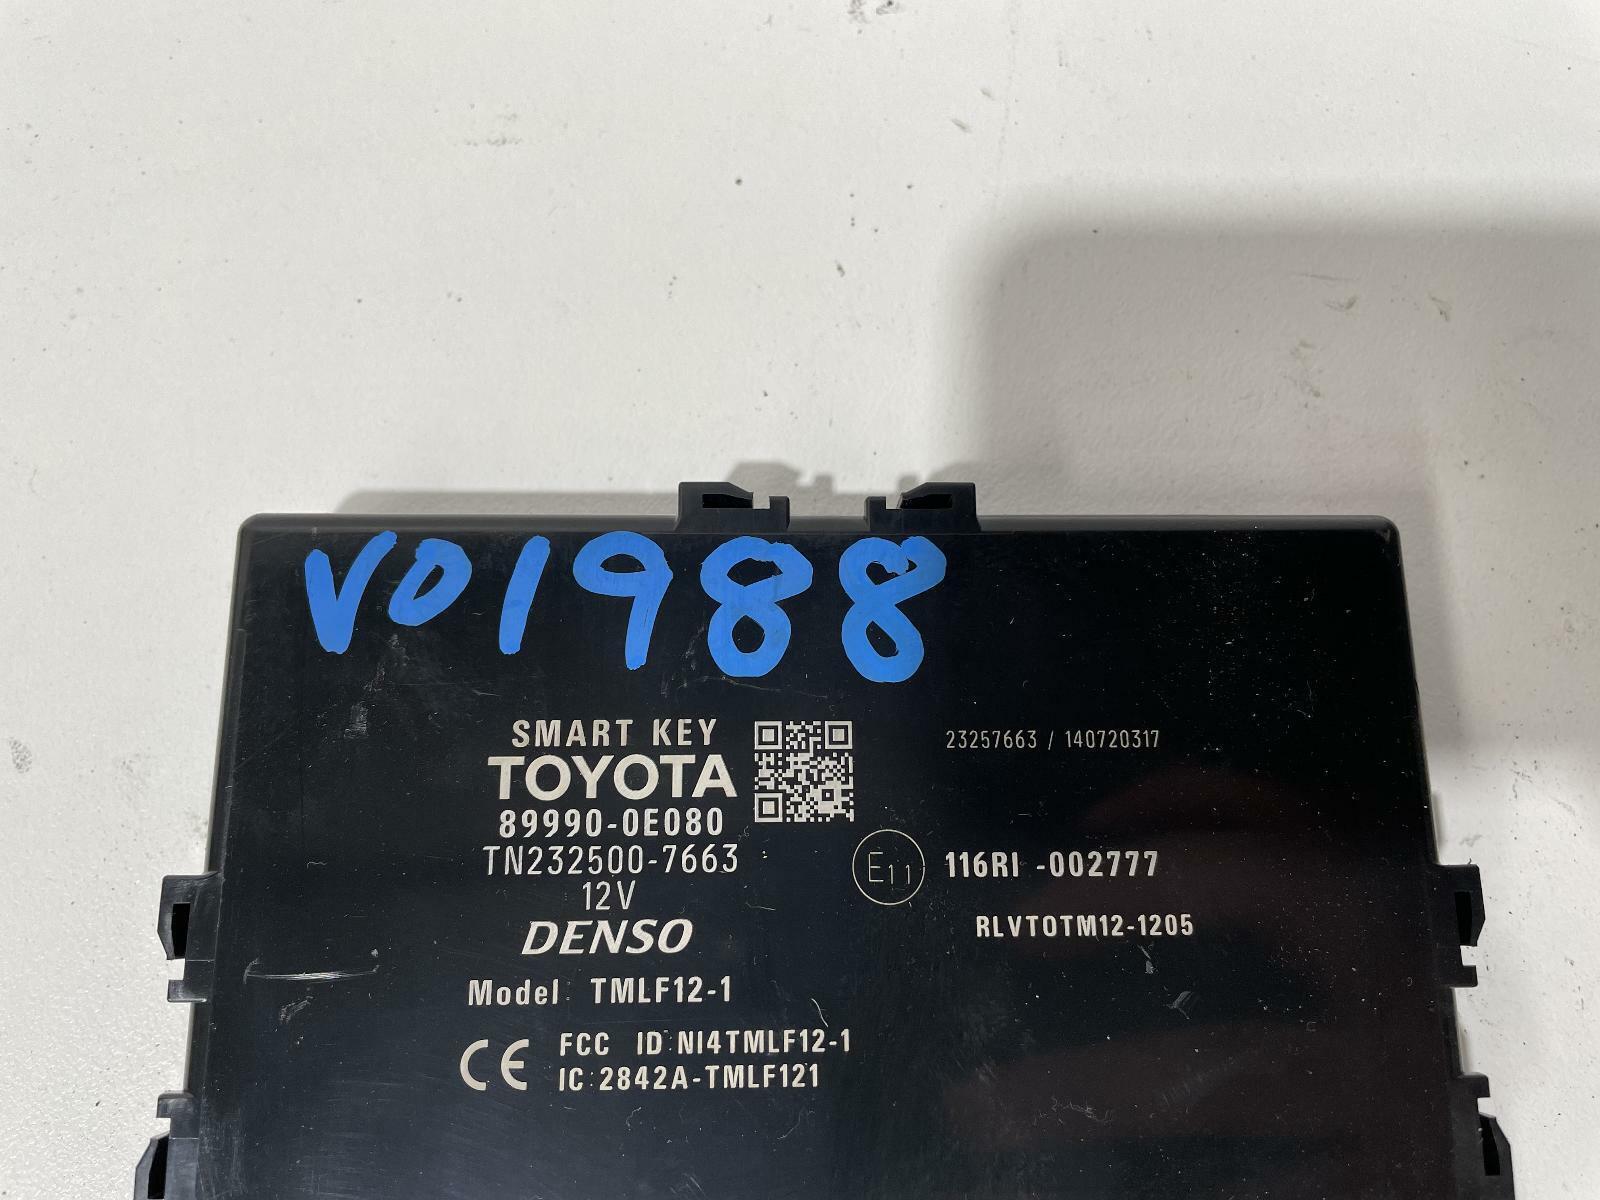 V01988
SMART KEY
TOYOTA
89990-0E080
TN232500-7663
12V
DENSO
Model TMLF12-1
CE FCC ID:NI4TMLF12-1
IC:2842A-TMLF121
23257663 / 140720317
E11 116RI -002777
RLVTOTM12-1205